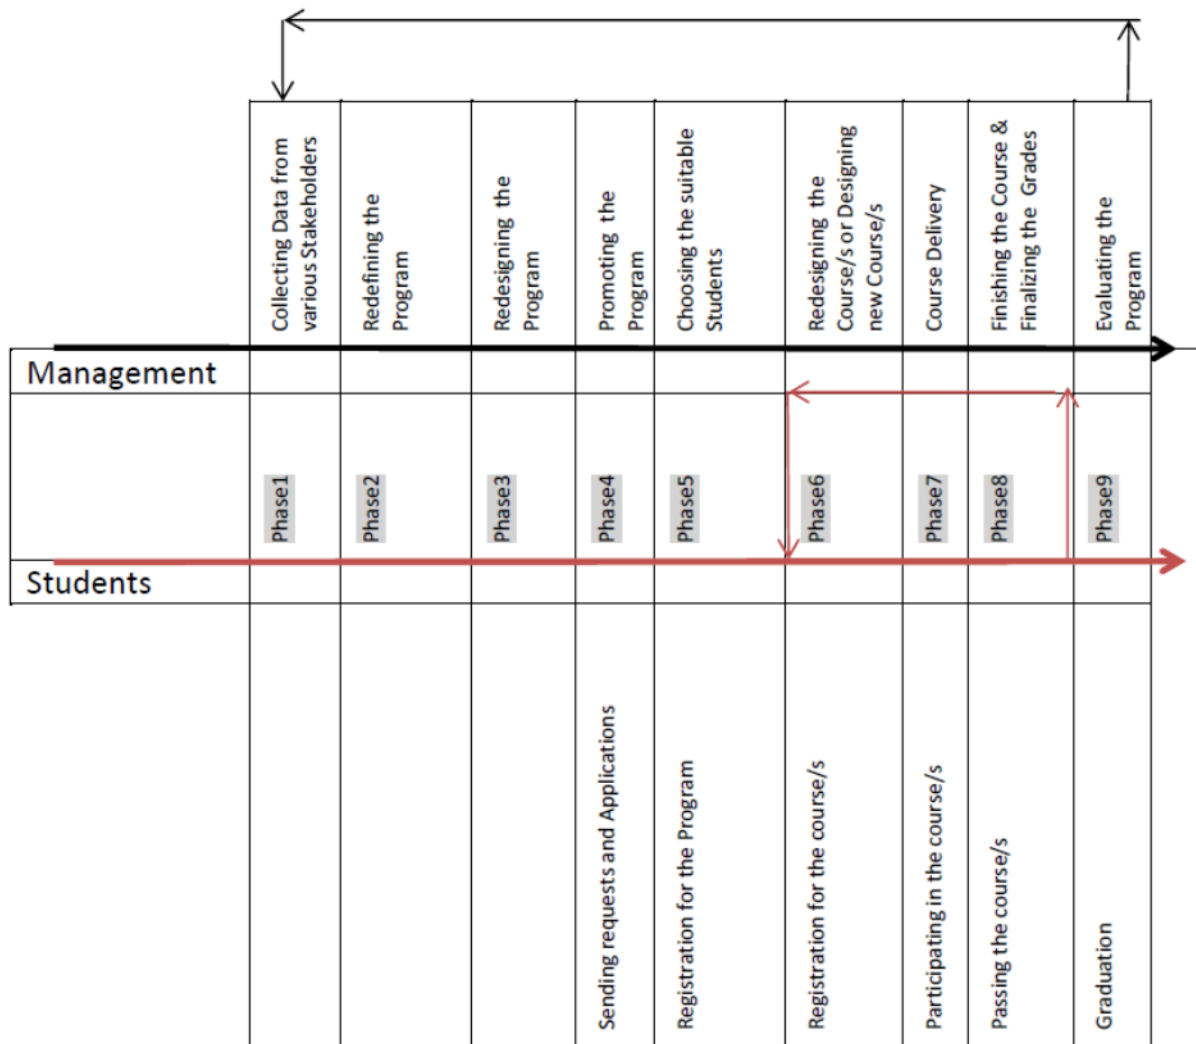 Collecting Data from
various Stakeholders
Redefining the
Program
Redesigning the
Program
Promoting the
Program
Choosing the suitable
Students
Redesigning the
Course/s or Designing
new Course/s
Course Delivery
Finishing the Course &
Finalizing the Grades
Evaluating the
Program
Management
Phase1
Phase2
Phase3
Phase4
Phase5
Phase6
Phase7
Phase8
Phase9
Students
Sending requests and Applications
Registration for the Program
Registration for the course/s
Participating in the course/s
Passing the course/s
Graduation